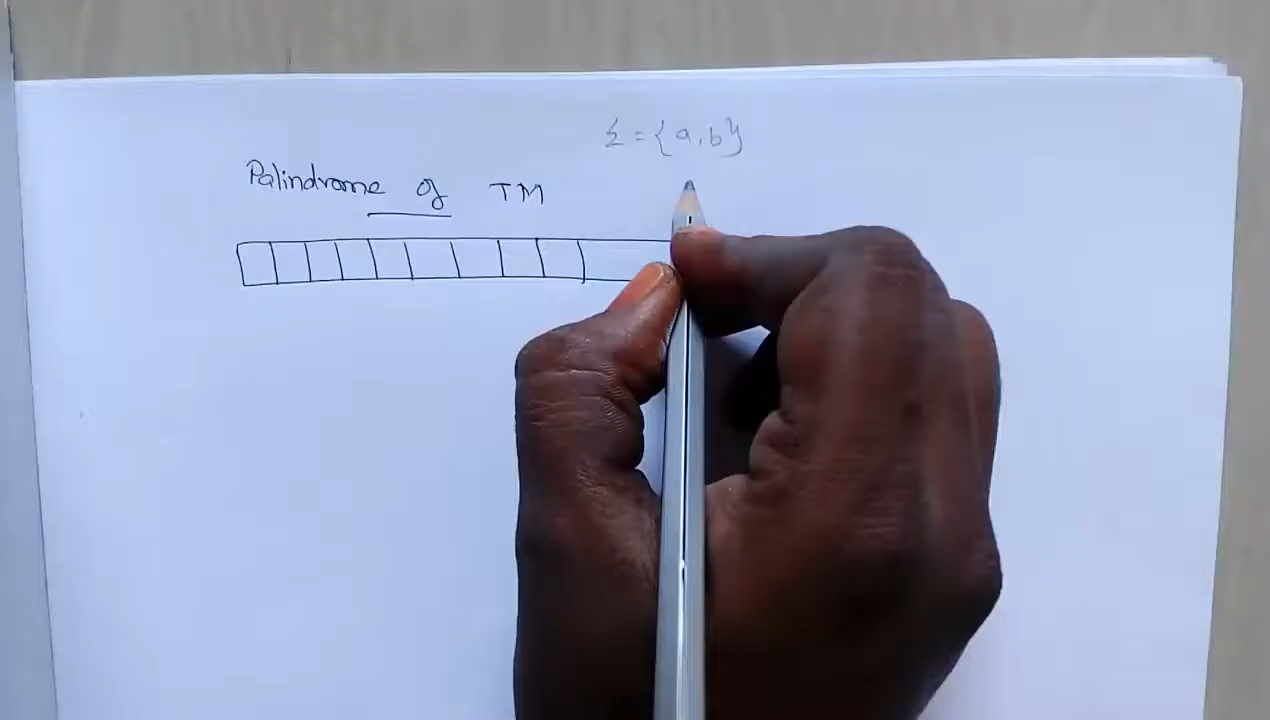 Σ = {a, b}
Palindrome of TM